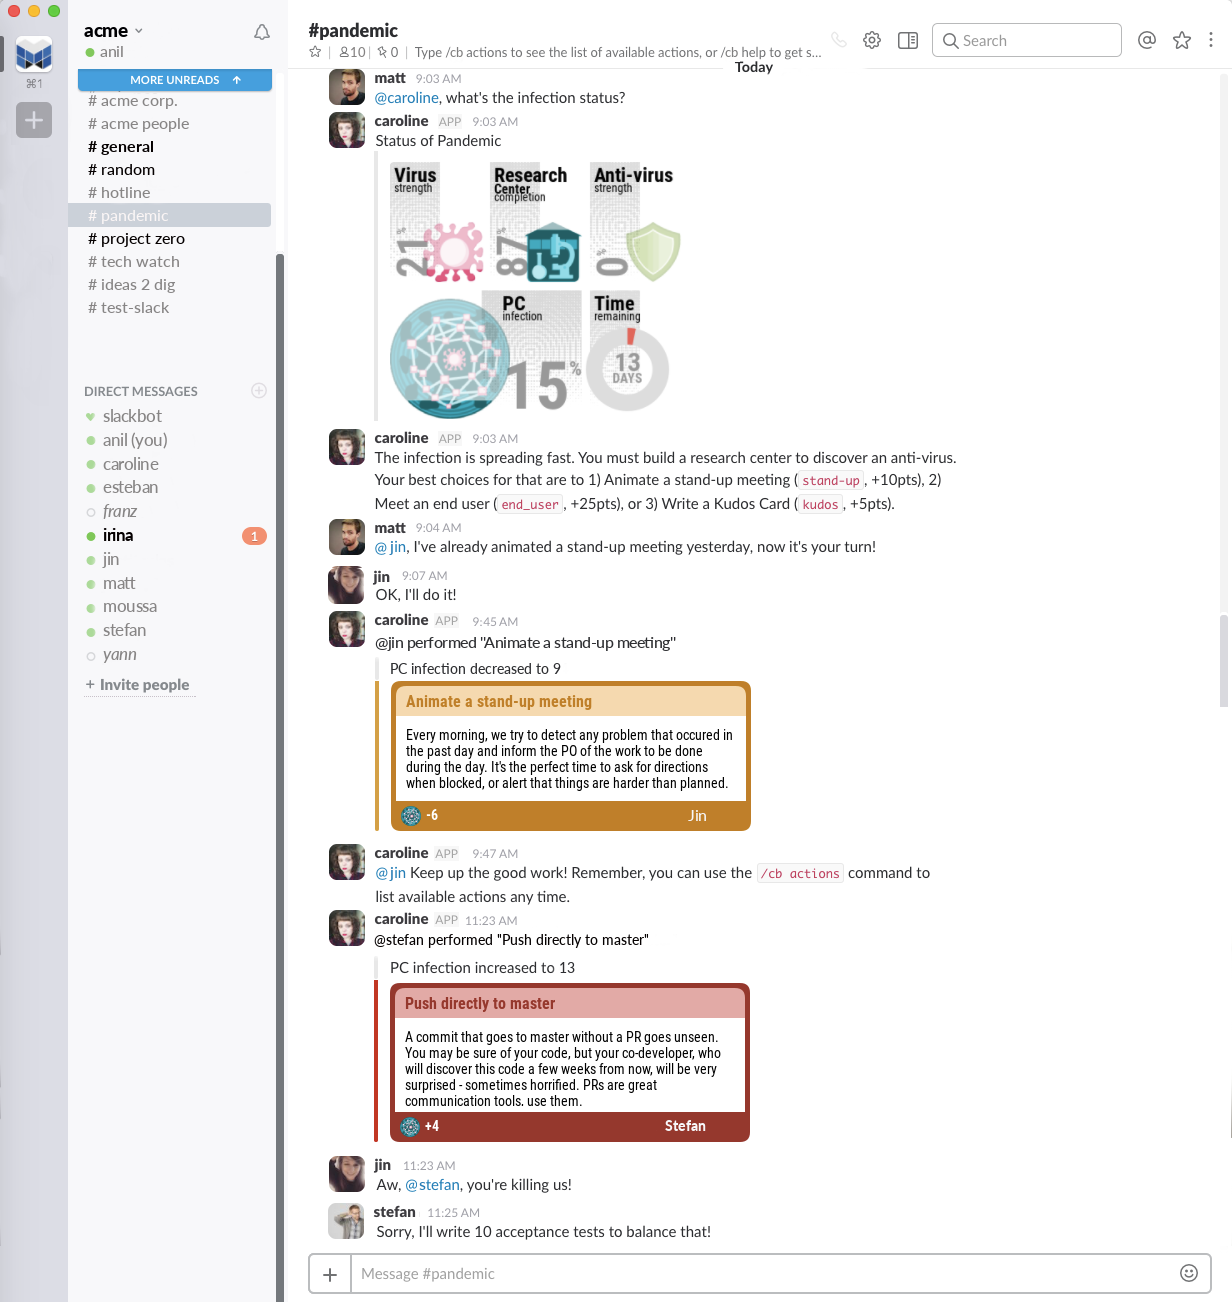 acme
anil
⌘1
MORE UNREADS ↑
# acme corp.
# acme people
# general
# random
# hotline
# pandemic
# project zero
# tech watch
# ideas 2 dig
# test-slack
DIRECT MESSAGES
slackbot
anil (you)
caroline
esteban
franz
irina 1
jin
matt
moussa
stefan
yann
+ Invite people
#pandemic
10 | 0 | Type /cb actions to see the list of available actions, or /cb help to get s...
Search
Today
matt 9:03 AM
@caroline, what's the infection status?
caroline APP 9:03 AM
Status of Pandemic
Virus
strength
21%
Research
Center
completion
87%
Anti-virus
strength
0%
PC
infection
15%
Time
remaining
13
DAYS
caroline APP 9:03 AM
The infection is spreading fast. You must build a research center to discover an anti-virus.
Your best choices for that are to 1) Animate a stand-up meeting (stand-up, +10pts), 2)
Meet an end user (end_user, +25pts), or 3) Write a Kudos Card (kudos, +5pts).
matt 9:04 AM
@jin, I've already animated a stand-up meeting yesterday, now it's your turn!
jin 9:07 AM
OK, I'll do it!
caroline APP 9:45 AM
@jin performed "Animate a stand-up meeting"
PC infection decreased to 9
Animate a stand-up meeting
Every morning, we try to detect any problem that occured in
the past day and inform the PO of the work to be done
during the day. It's the perfect time to ask for directions
when blocked, or alert that things are harder than planned.
-6 Jin
caroline APP 9:47 AM
@jin Keep up the good work! Remember, you can use the /cb actions command to
list available actions any time.
caroline APP 11:23 AM
@stefan performed "Push directly to master"
PC infection increased to 13
Push directly to master
A commit that goes to master without a PR goes unseen.
You may be sure of your code, but your co-developer, who
will discover this code a few weeks from now, will be very
surprised - sometimes horrified. PRs are great
communication tools, use them.
+4 Stefan
jin 11:23 AM
Aw, @stefan, you're killing us!
stefan 11:25 AM
Sorry, I'll write 10 acceptance tests to balance that!
Message #pandemic